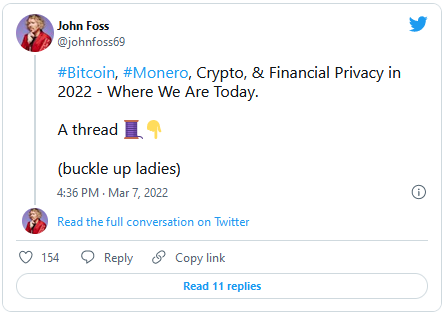 John Foss
@johnfoss69
#Bitcoin, #Monero, Crypto, & Financial Privacy in
2022 - Where We Are Today.
A thread 🧵👇
(buckle up ladies)
4:36 PM · Mar 7, 2022
Read the full conversation on Twitter
154 Reply Copy link
Read 11 replies